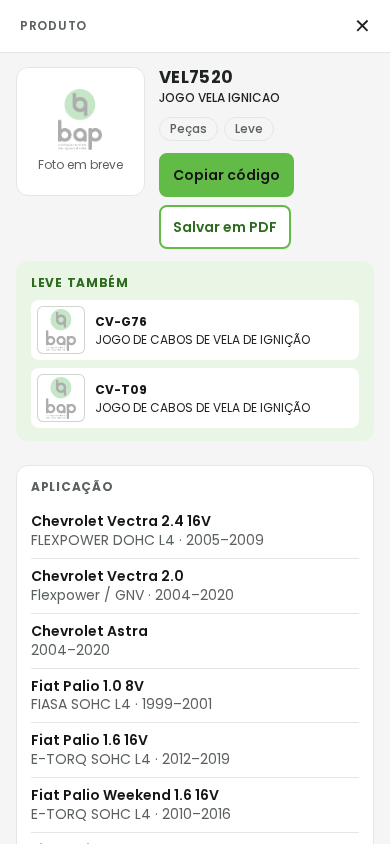 PRODUTO
bap
Foto em breve
VEL7520
JOGO VELA IGNICAO
Peças
Leve
Copiar código
Salvar em PDF
LEVE TAMBÉM
bap
CV-G76
JOGO DE CABOS DE VELA DE IGNIÇÃO
bap
CV-T09
JOGO DE CABOS DE VELA DE IGNIÇÃO
APLICAÇÃO
Chevrolet Vectra 2.4 16V
FLEXPOWER DOHC L4 · 2005–2009
Chevrolet Vectra 2.0
Flexpower / GNV · 2004–2020
Chevrolet Astra
2004–2020
Fiat Palio 1.0 8V
FIASA SOHC L4 · 1999–2001
Fiat Palio 1.6 16V
E-TORQ SOHC L4 · 2012–2019
Fiat Palio Weekend 1.6 16V
E-TORQ SOHC L4 · 2010–2016